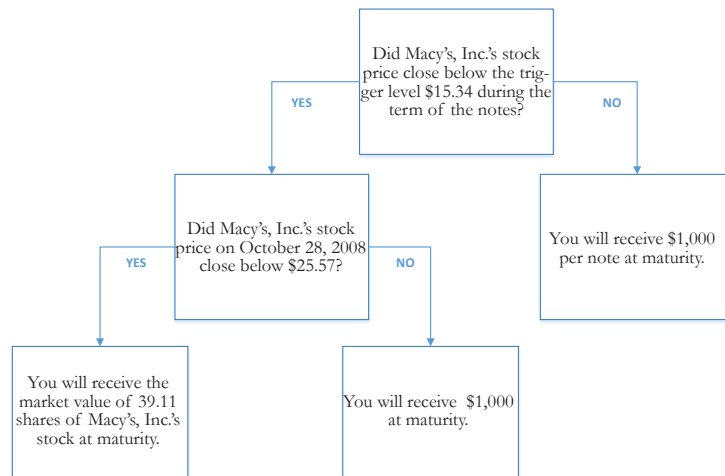 Did Macy's, Inc.'s stock
price close below the trig-
ger level $15.34 during the
term of the notes?
YES
NO
Did Macy's, Inc.'s stock
price on October 28, 2008
close below $25.57?
You will receive $1,000
per note at maturity.
YES
NO
You will receive the
market value of 39.11
shares of Macy's, Inc.'s
stock at maturity.
You will receive $1,000
at maturity.